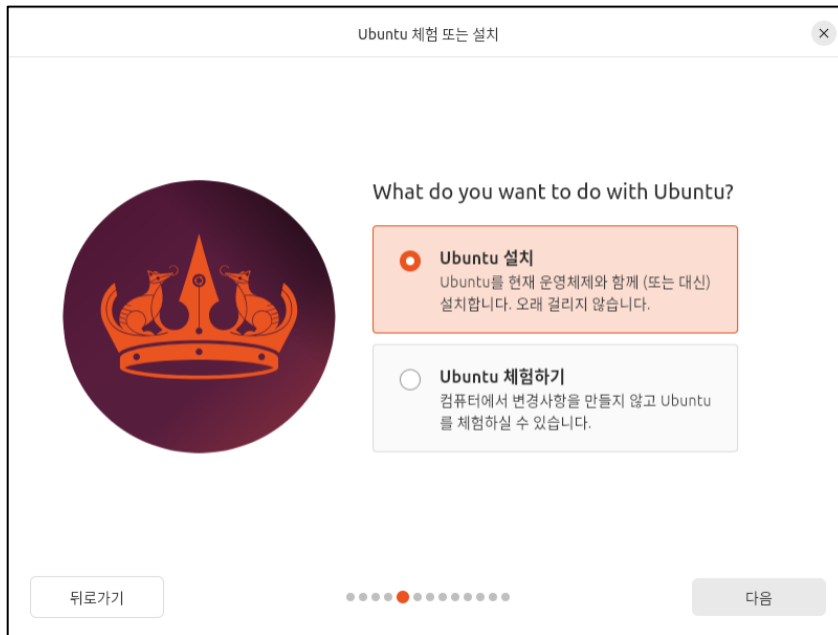 Ubuntu 체험 또는 설치
What do you want to do with Ubuntu?
Ubuntu 설치
Ubuntu를 현재 운영체제와 함께 (또는 대신)
설치합니다. 오래 걸리지 않습니다.
Ubuntu 체험하기
컴퓨터에서 변경사항을 만들지 않고 Ubuntu
를 체험하실 수 있습니다.
뒤로가기
다음